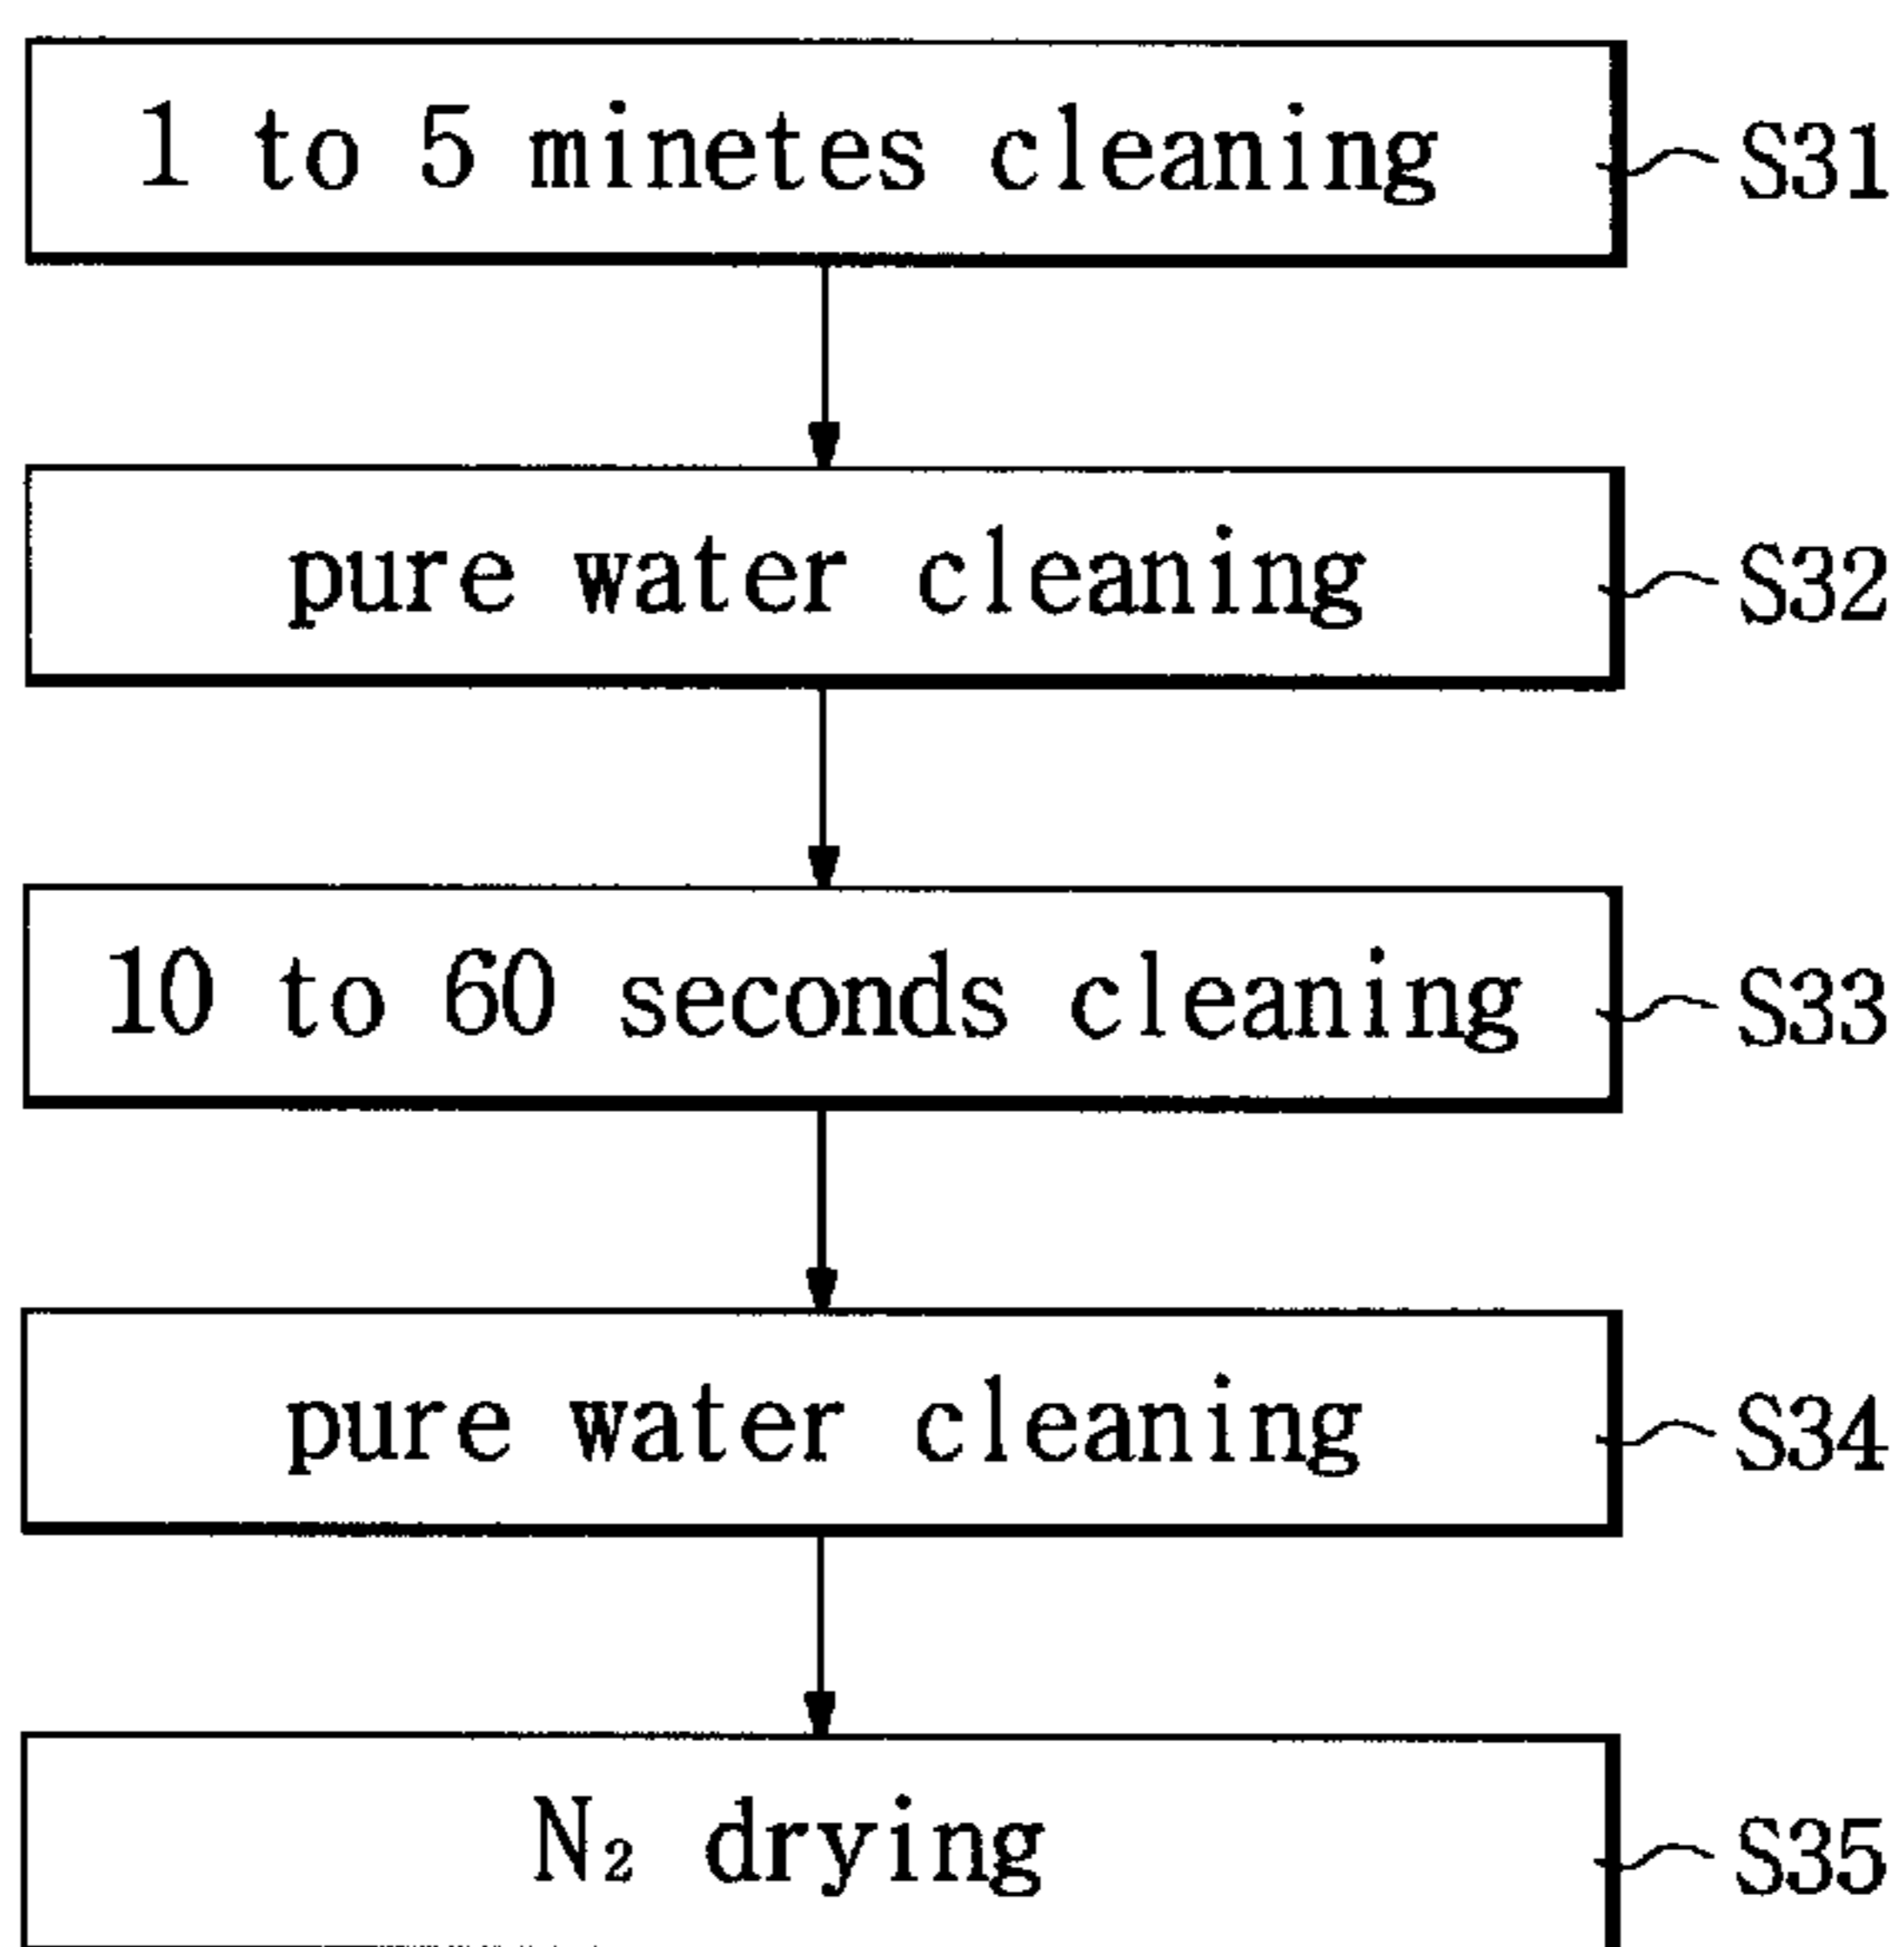 1 to 5 minetes cleaning S31
pure water cleaning S32
10 to 60 seconds cleaning S33
pure water cleaning S34
N₂ drying S35